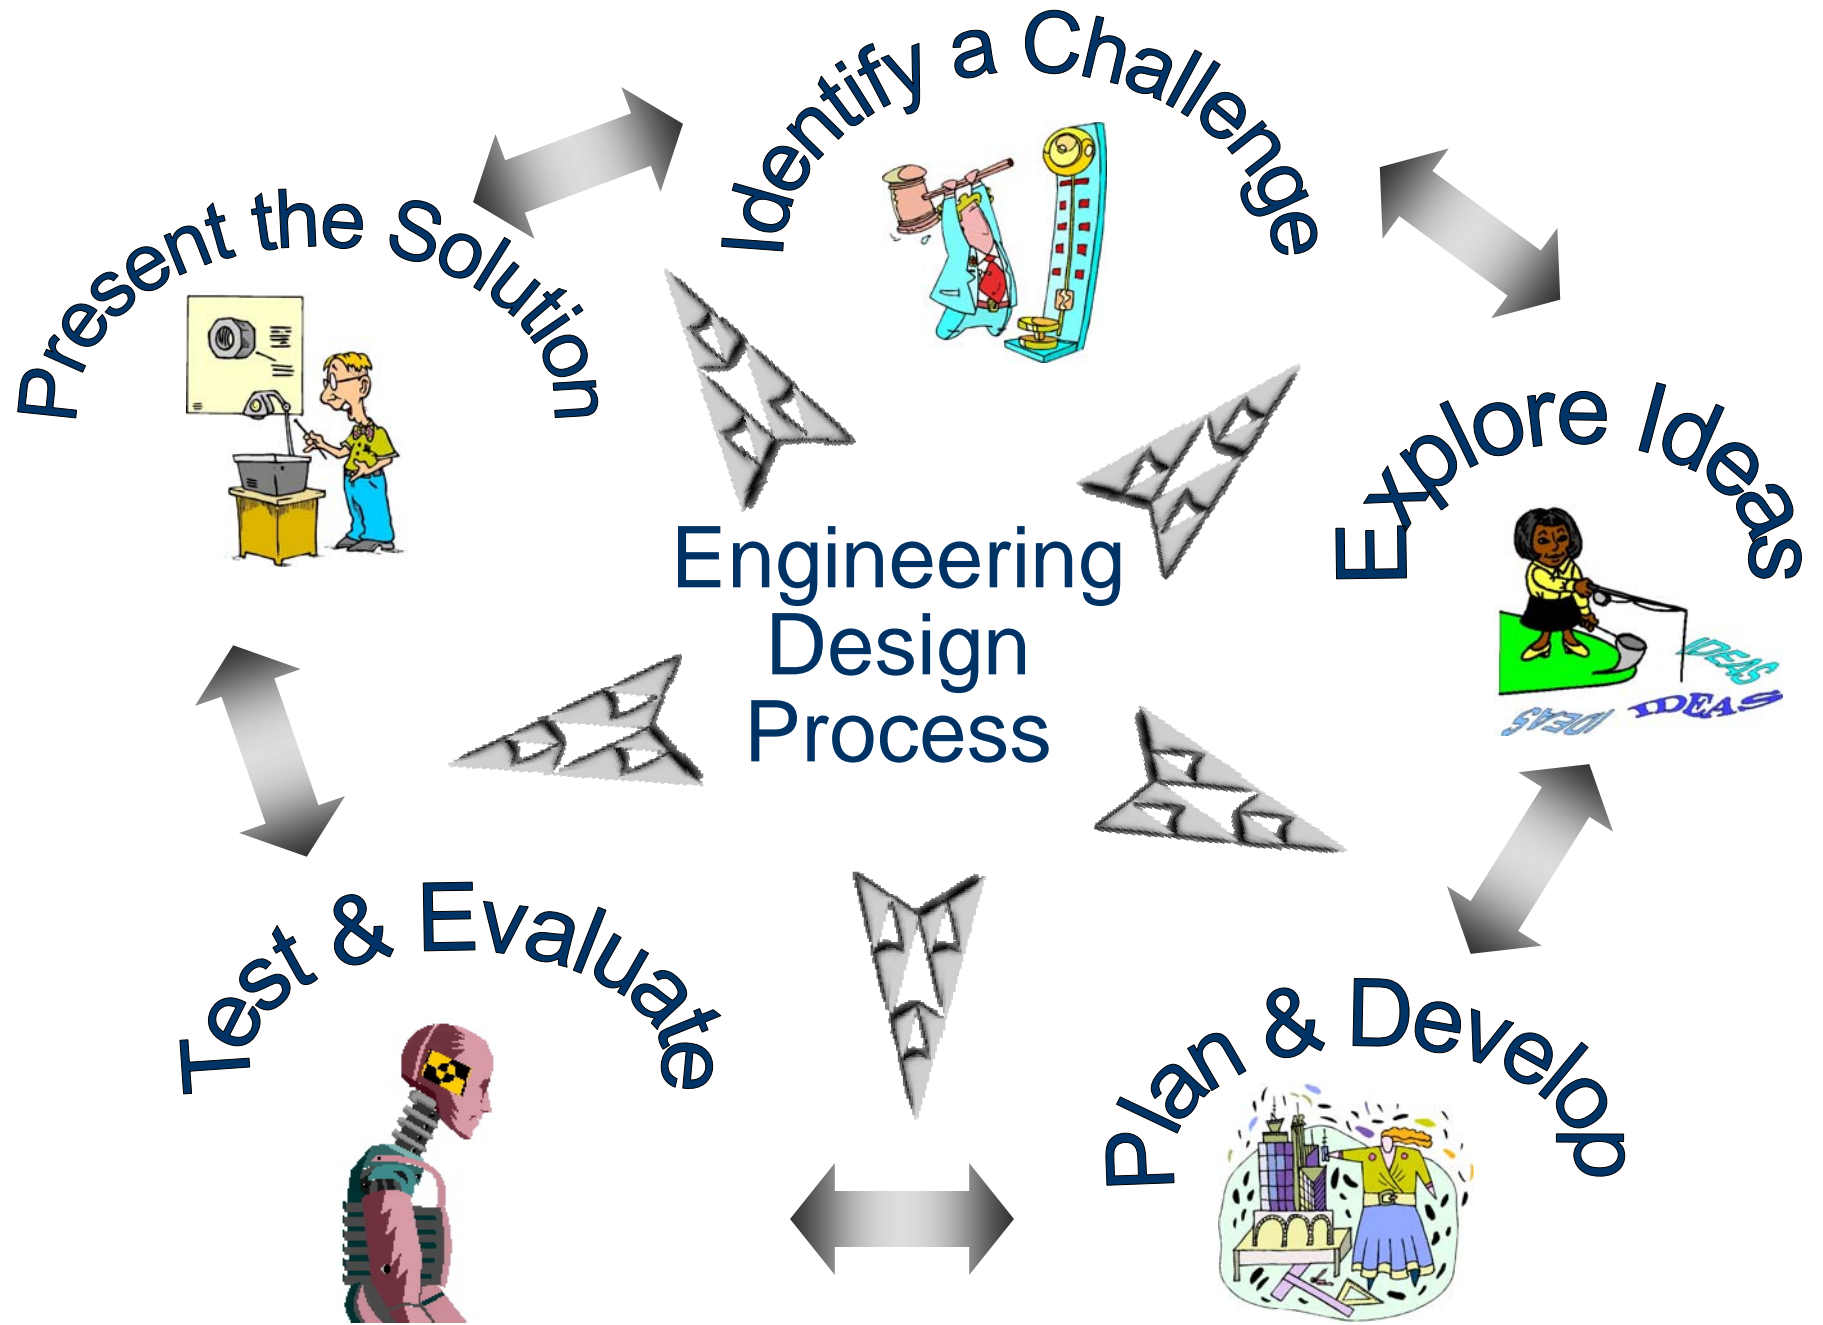 Identify a Challenge
Present the Solution
Explore Ideas
Engineering
Design
Process
IDEAS
IDEAS
IDEAS
Test & Evaluate
Plan & Develop